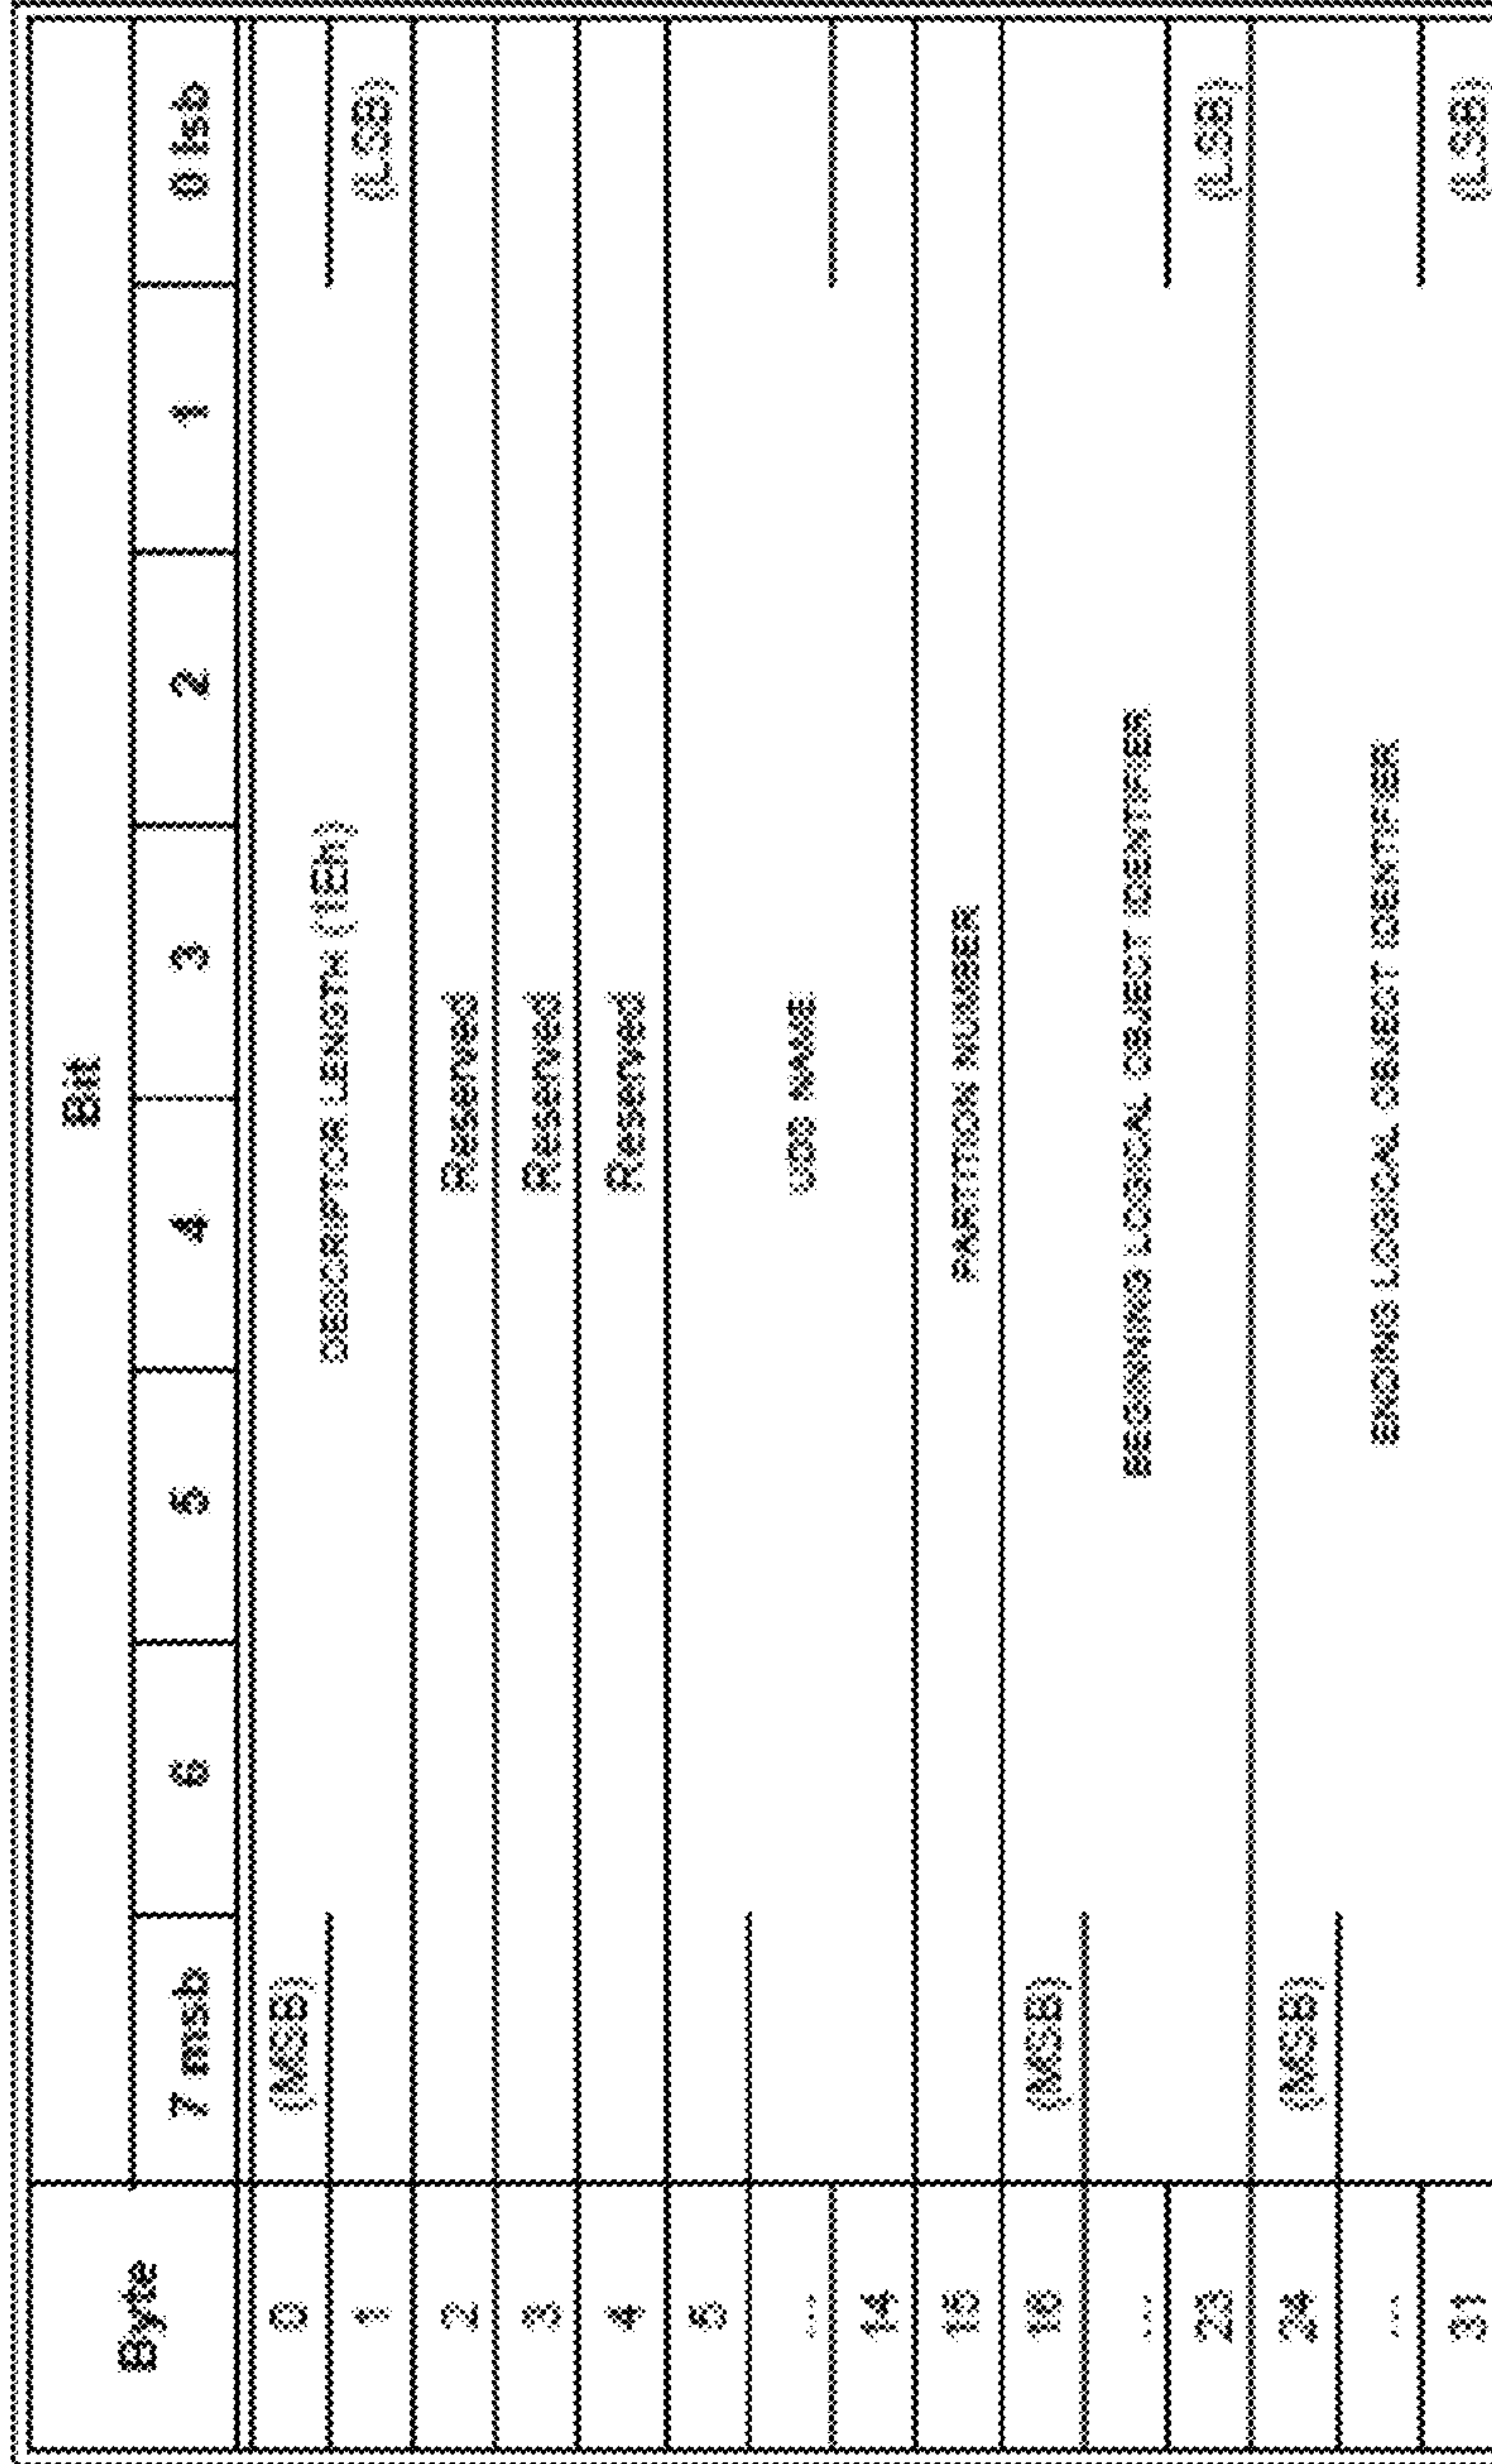 Byte Bit
7 msb 6 5 4 3 2 1 0 lsb
0 (MSB)
DESCRIPTOR LENGTH (1Eh)
1 (LSB)
2 Reserved
3 Reserved
4 Reserved
5
... UDS NAME
14
15 PARTITION NUMBER
16 (MSB)
... BEGINNING LOGICAL OBJECT IDENTIFIER
23 (LSB)
24 (MSB)
... ENDING LOGICAL OBJECT IDENTIFIER
31 (LSB)